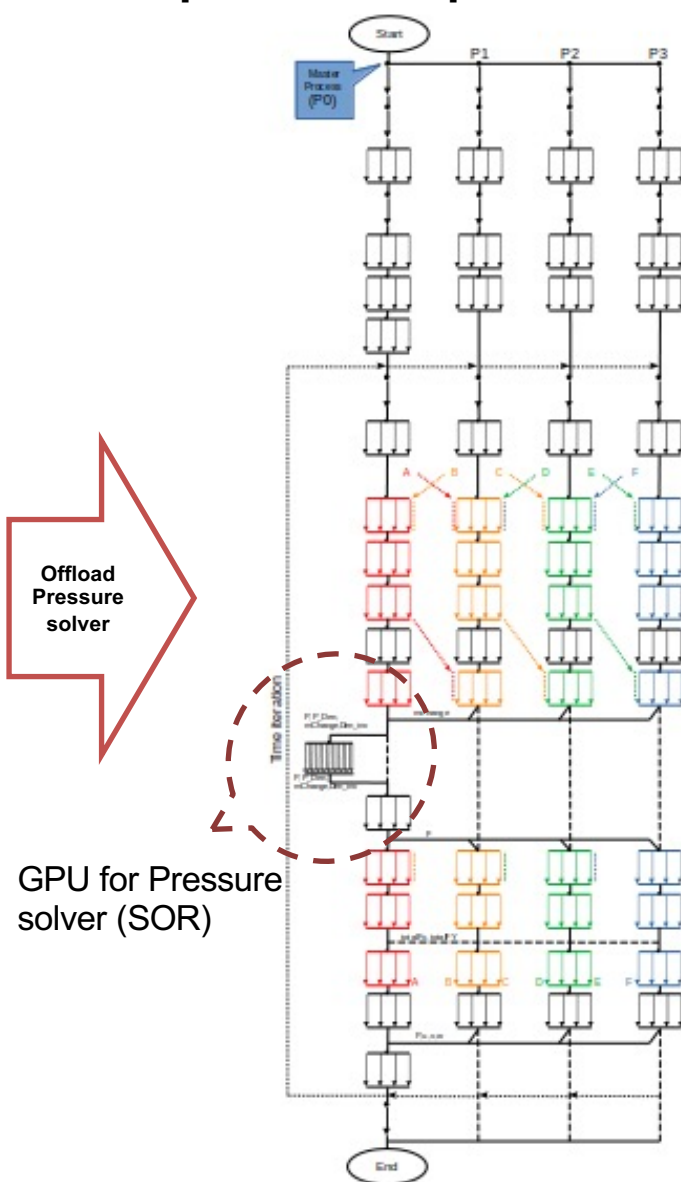 Start
P1 P2 P3
Master
Process
(P0)
A B C D E F
Offload
Pressure
solver
Time iteration
GPU for Pressure
solver (SOR)
P
A B C D E F
End